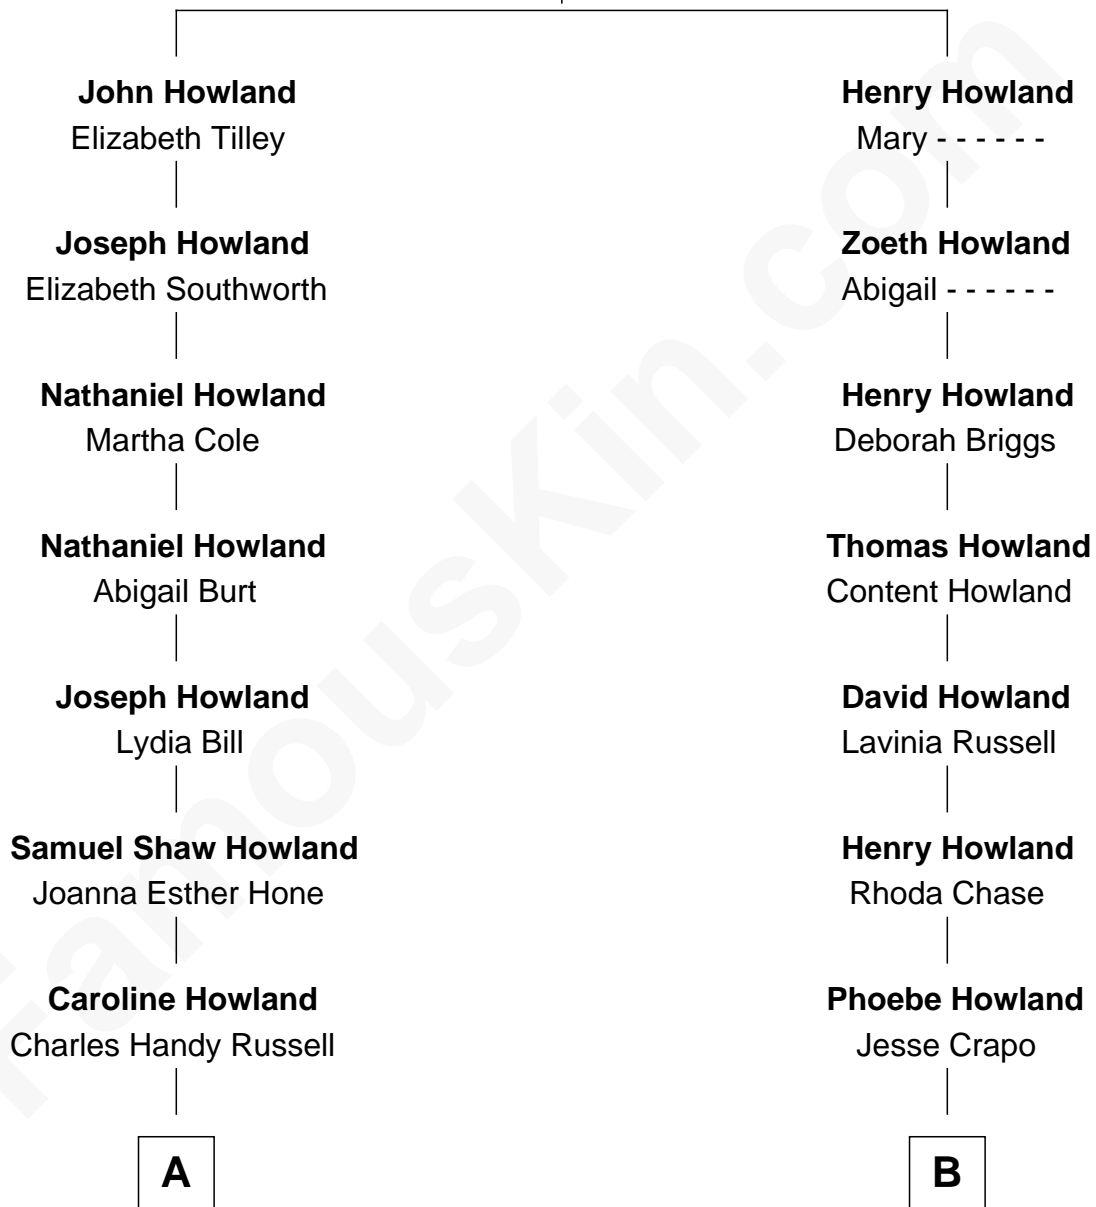 John Howland
Elizabeth Tilley
Joseph Howland
Elizabeth Southworth
Nathaniel Howland
Martha Cole
Nathaniel Howland
Abigail Burt
Joseph Howland
Lydia Bill
Samuel Shaw Howland
Joanna Esther Hone
Caroline Howland
Charles Handy Russell
A
Henry Howland
Mary - - - - - -
Zoeth Howland
Abigail - - - - - -
Henry Howland
Deborah Briggs
Thomas Howland
Content Howland
David Howland
Lavinia Russell
Henry Howland
Rhoda Chase
Phoebe Howland
Jesse Crapo
B
FamousKin.com